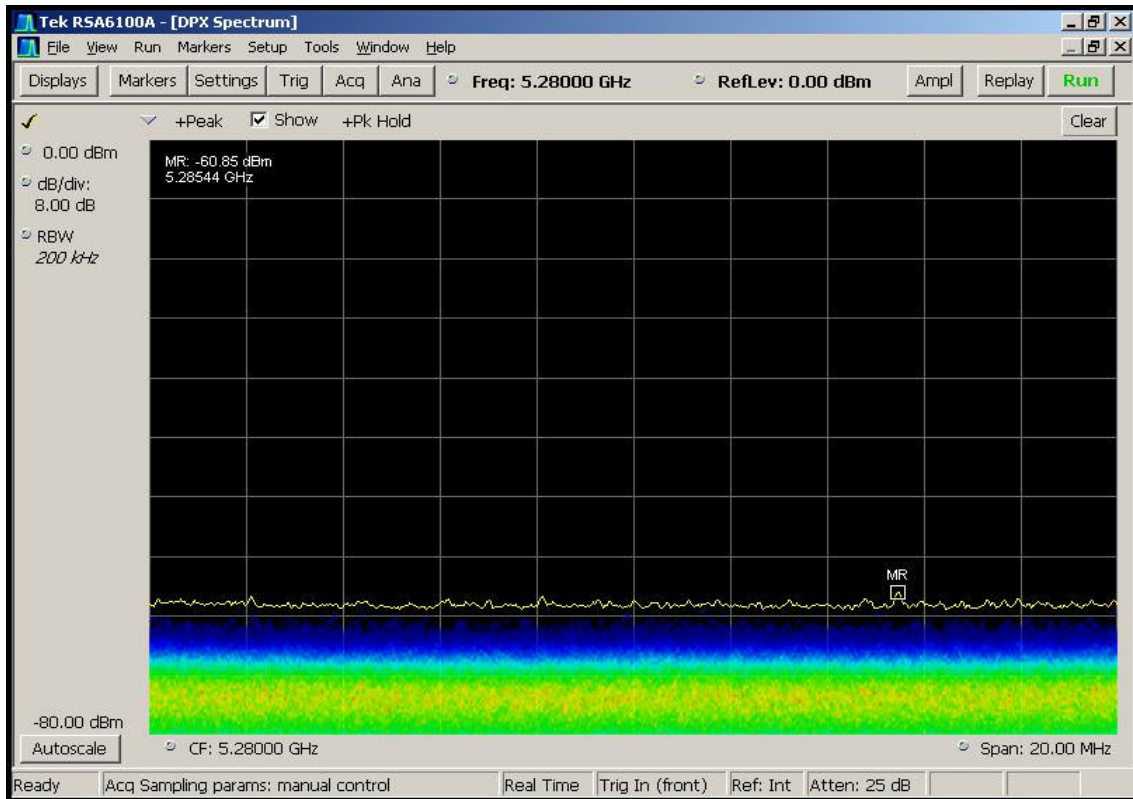 Tek RSA6100A - [DPX Spectrum]
File View Run Markers Setup Tools Window Help
Displays Markers Settings Trig Acq Ana Freq: 5.28000 GHz RefLev: 0.00 dBm Ampl Replay Run
+Peak Show +Pk Hold Clear
0.00 dBm
dB/div:
8.00 dB
RBW
200 kHz
MR: -60.85 dBm
5.28544 GHz
MR
-80.00 dBm
Autoscale CF: 5.28000 GHz Span: 20.00 MHz
Ready Acq Sampling params: manual control Real Time Trig In (front) Ref: Int Atten: 25 dB